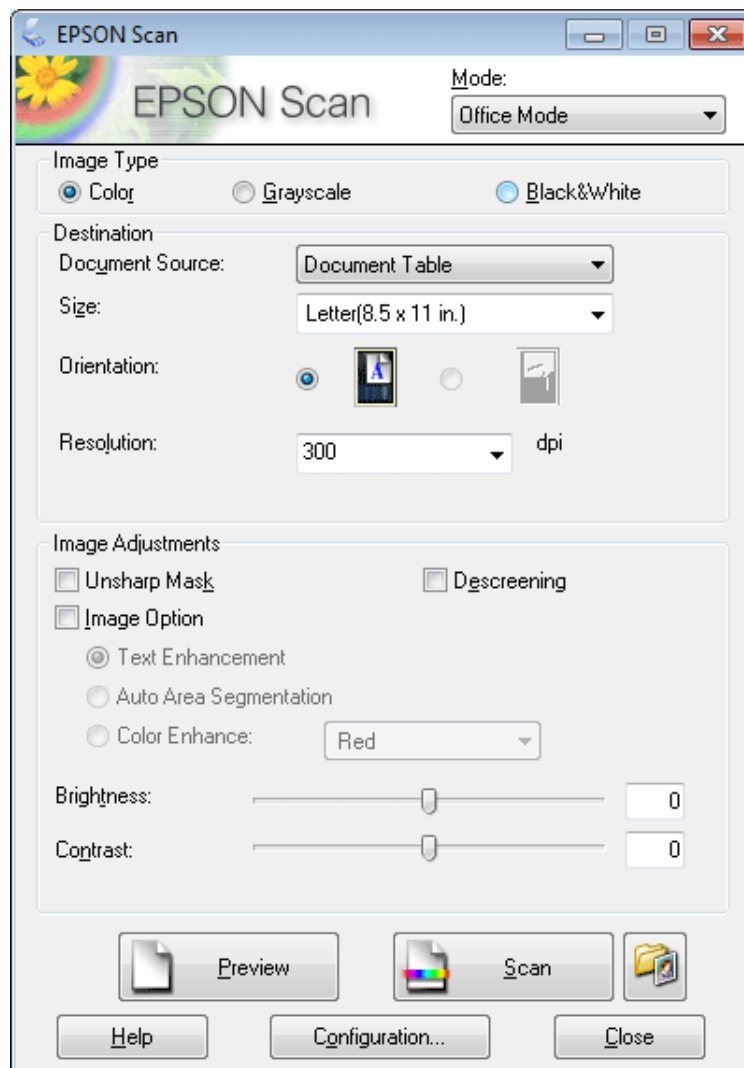 EPSON Scan
EPSON Scan
Mode:
Office Mode
Image Type
Color Grayscale Black&White
Destination
Document Source: Document Table
Size: Letter(8.5 x 11 in.)
Orientation: A
Resolution: 300 dpi
Image Adjustments
Unsharp Mask Descreening
Image Option
Text Enhancement
Auto Area Segmentation
Color Enhance: Red
Brightness: 0
Contrast: 0
Preview Scan
Help Configuration... Close